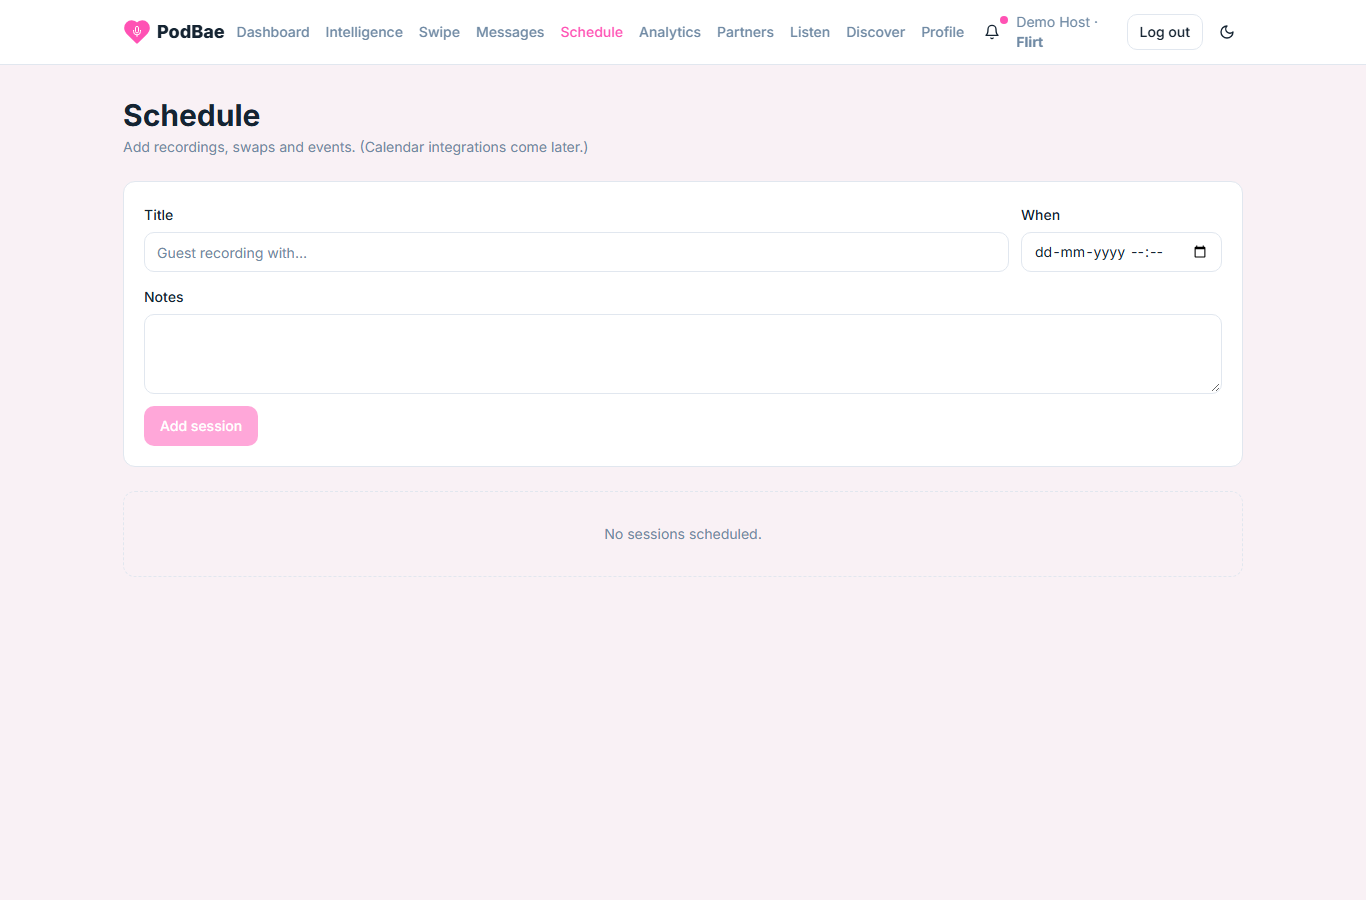 PodBae Dashboard Intelligence Swipe Messages Schedule Analytics Partners Listen Discover Profile Demo Host · Log out
Flirt
Schedule
Add recordings, swaps and events. (Calendar integrations come later.)
Title When
Guest recording with... dd-mm-yyyy --:--
Notes
Add session
No sessions scheduled.